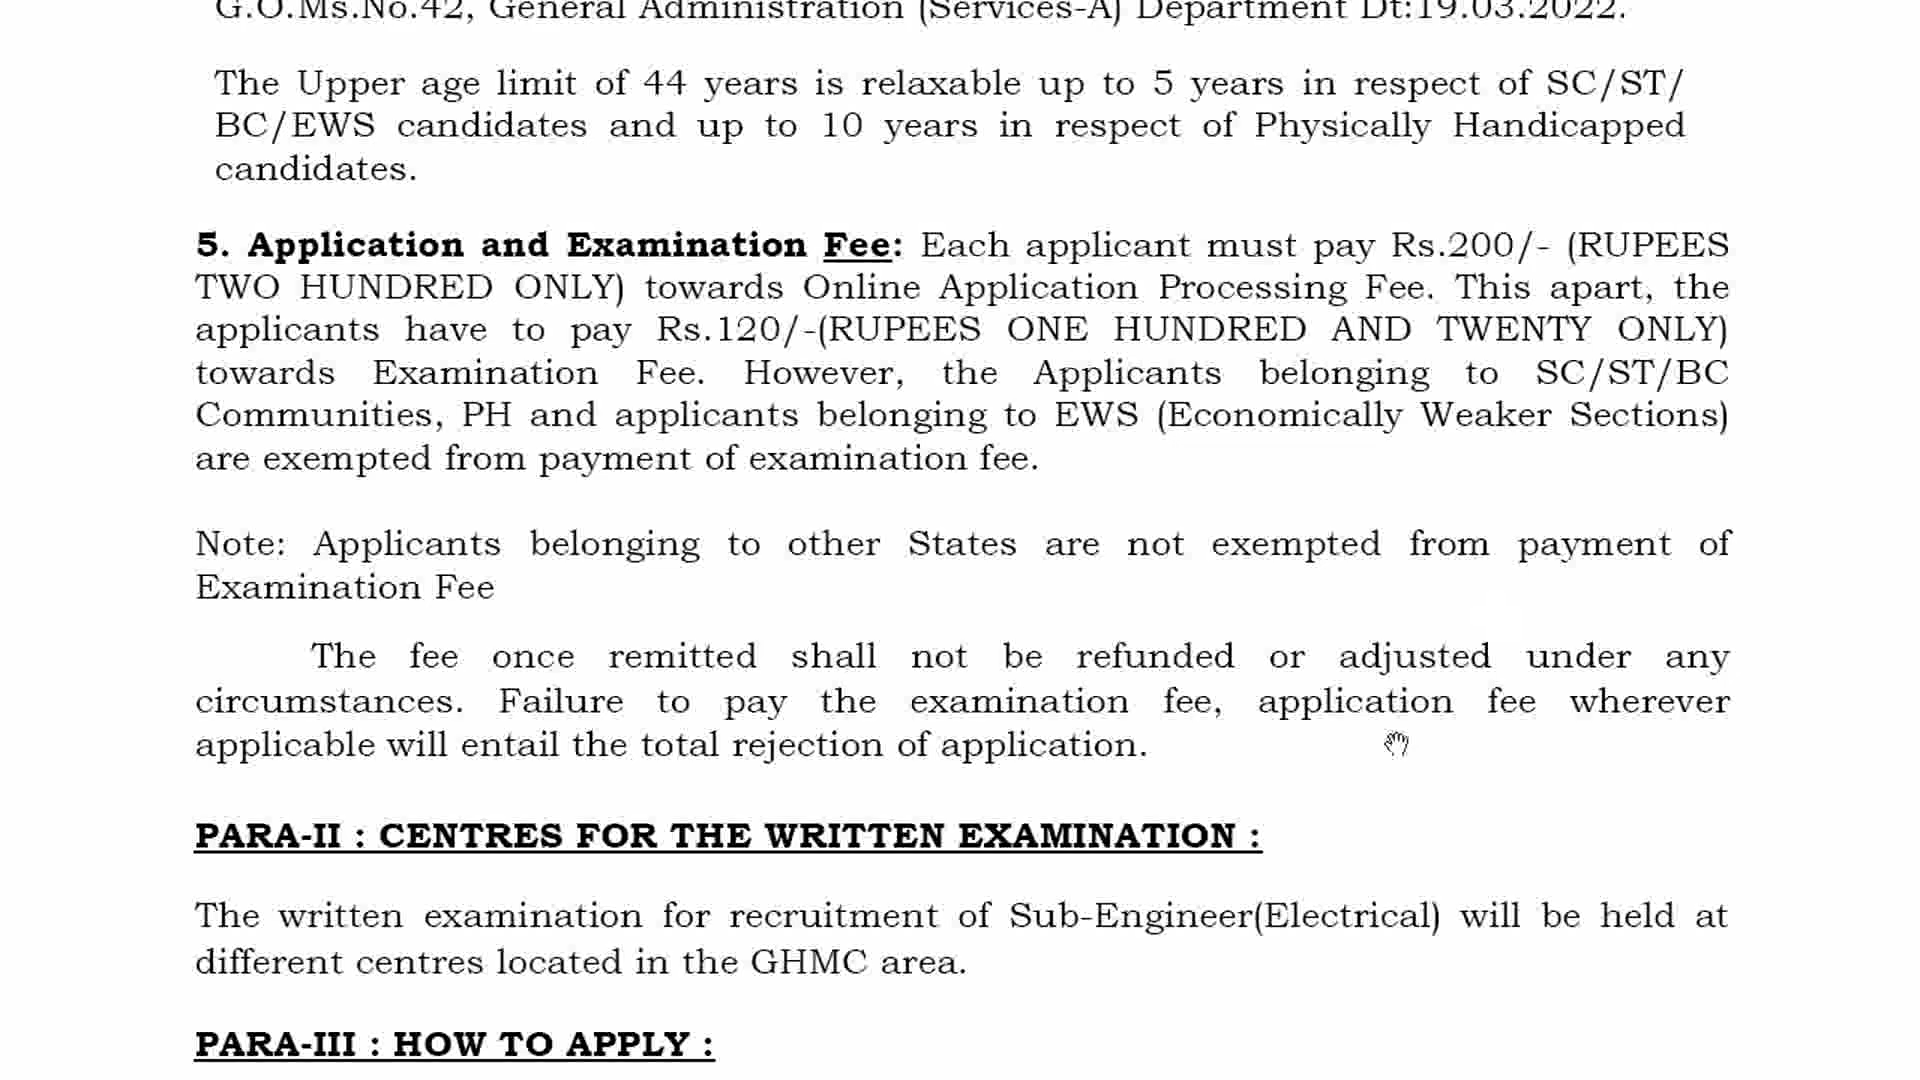 G.O.Ms.No.42, General Administration (Services-A) Department Dt:19.03.2022.
The Upper age limit of 44 years is relaxable up to 5 years in respect of SC/ST/
BC/EWS candidates and up to 10 years in respect of Physically Handicapped
candidates.
5. Application and Examination Fee: Each applicant must pay Rs.200/- (RUPEES
TWO HUNDRED ONLY) towards Online Application Processing Fee. This apart, the
applicants have to pay Rs.120/-(RUPEES ONE HUNDRED AND TWENTY ONLY)
towards Examination Fee. However, the Applicants belonging to SC/ST/BC
Communities, PH and applicants belonging to EWS (Economically Weaker Sections)
are exempted from payment of examination fee.
Note: Applicants belonging to other States are not exempted from payment of
Examination Fee
The fee once remitted shall not be refunded or adjusted under any
circumstances. Failure to pay the examination fee, application fee wherever
applicable will entail the total rejection of application.
PARA-II : CENTRES FOR THE WRITTEN EXAMINATION :
The written examination for recruitment of Sub-Engineer(Electrical) will be held at
different centres located in the GHMC area.
PARA-III : HOW TO APPLY :